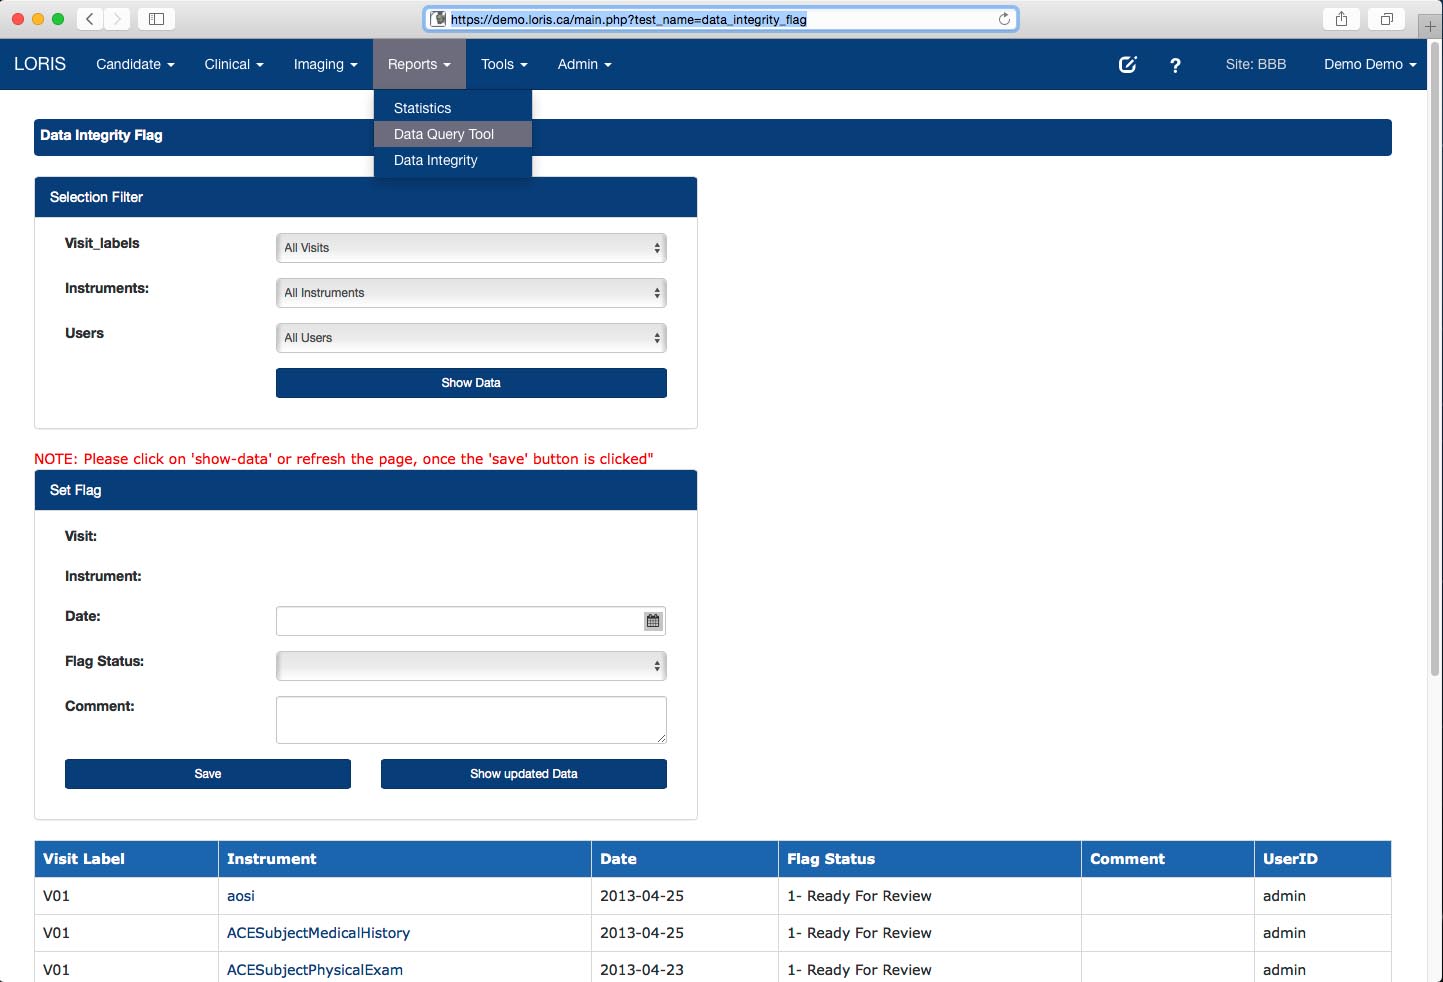 https://demo.loris.ca/main.php?test_name=data_integrity_flag
LORIS Candidate Clinical Imaging Reports Tools Admin ? Site: BBB Demo Demo
Statistics
Data Query Tool
Data Integrity
Data Integrity Flag
Selection Filter
Visit_labels All Visits
Instruments: All Instruments
Users All Users
Show Data
NOTE: Please click on 'show-data' or refresh the page, once the 'save' button is clicked"
Set Flag
Visit:
Instrument:
Date:
Flag Status:
Comment:
Save Show updated Data
Visit Label Instrument Date Flag Status Comment UserID
V01 aosi 2013-04-25 1- Ready For Review admin
V01 ACESubjectMedicalHistory 2013-04-25 1- Ready For Review admin
V01 ACESubjectPhysicalExam 2013-04-23 1- Ready For Review admin